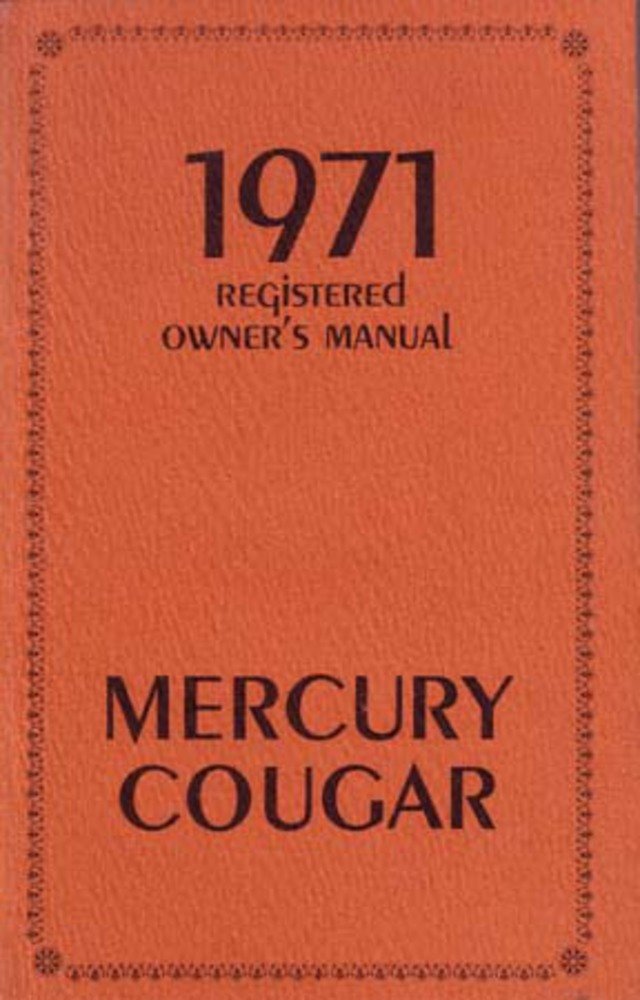 1971
REGISTERED
OWNER'S MANUAL
MERCURY
COUGAR